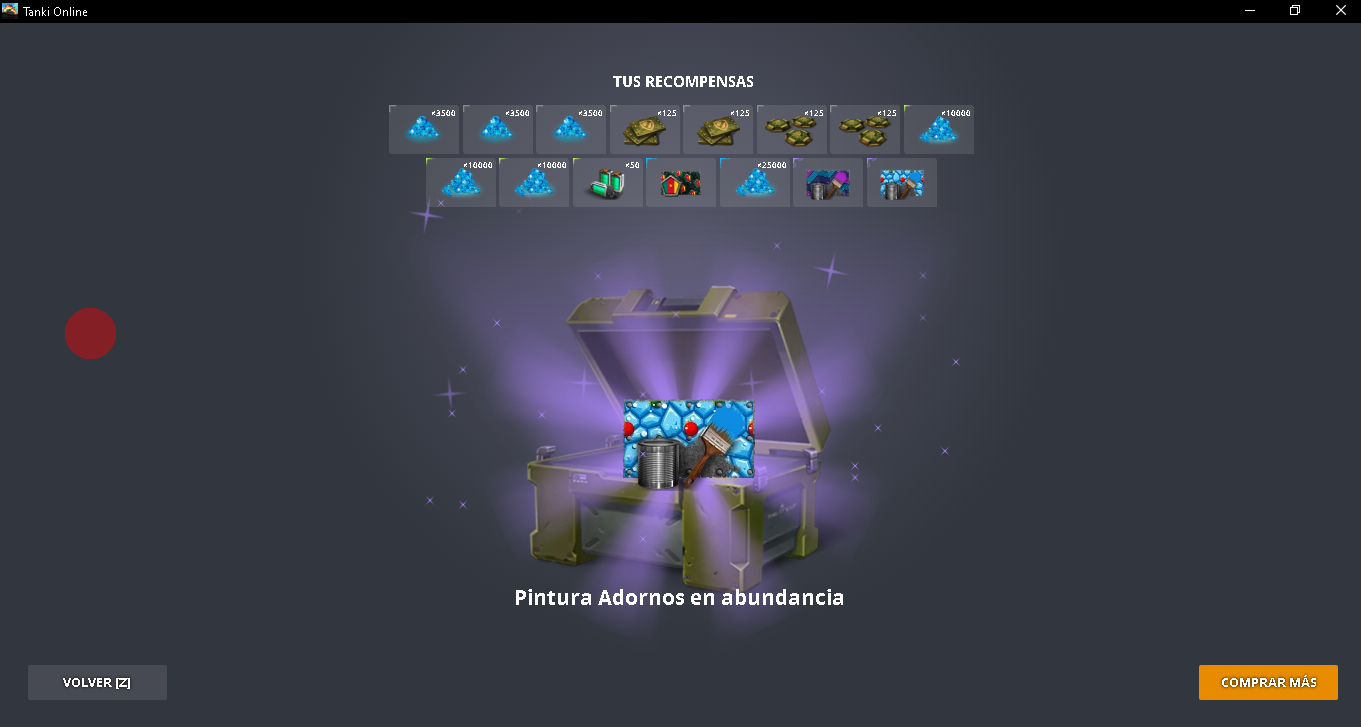 Tanki Online
TUS RECOMPENSAS
×3500 ×3500 ×3500 ×125 ×125 ×125 ×125 ×10000
×10000 ×10000 ×50 ×25000
Pintura Adornos en abundancia
VOLVER [Z]
COMPRAR MÁS